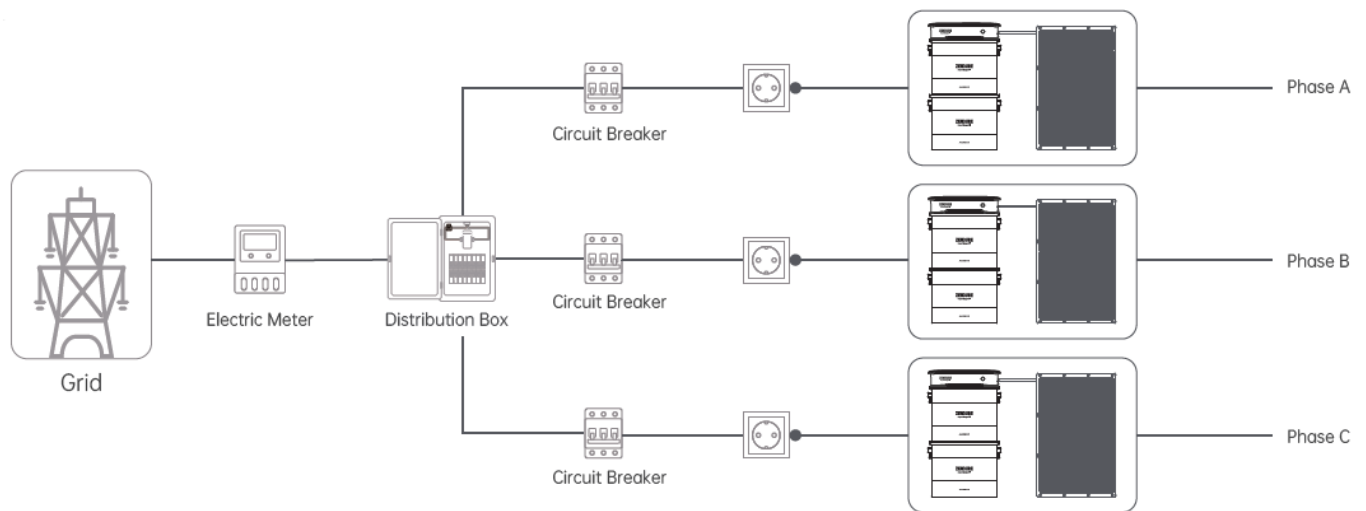 Phase A
Circuit Breaker
Phase B
Circuit Breaker
Electric Meter
Distribution Box
Grid
Phase C
Circuit Breaker